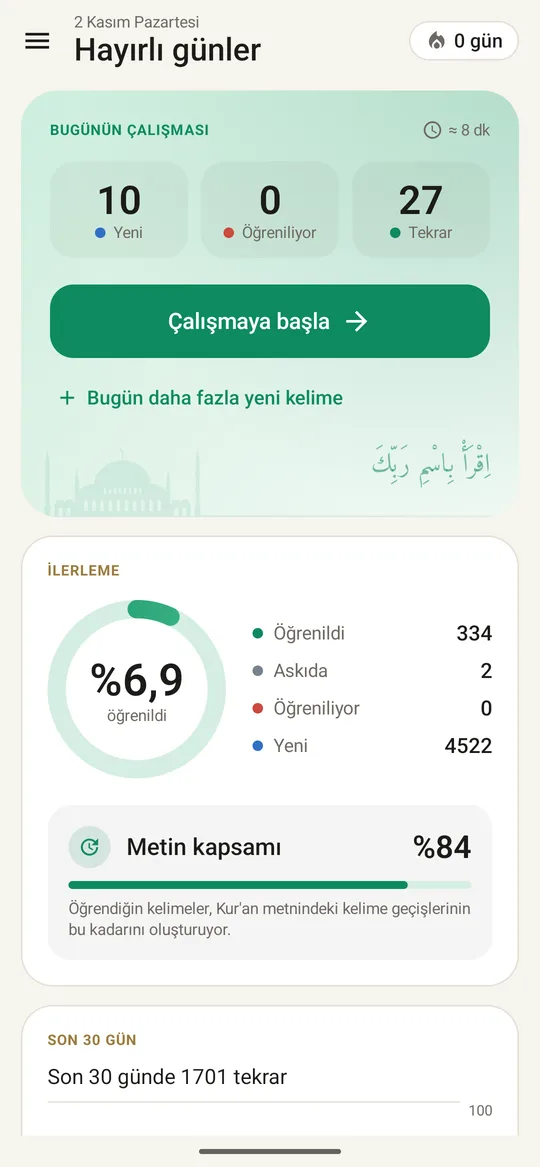 2 Kasım Pazartesi
Hayırlı günler
0 gün
BUGÜNÜN ÇALIŞMASI
≈ 8 dk
10
Yeni
0
Öğreniliyor
27
Tekrar
Çalışmaya başla →
+ Bugün daha fazla yeni kelime
اِقْرَأْ بِاسْمِ رَبِّكَ
İLERLEME
%6,9
öğrenildi
Öğrenildi 334
Askıda 2
Öğreniliyor 0
Yeni 4522
Metin kapsamı %84
Öğrendiğin kelimeler, Kur'an metnindeki kelime geçişlerinin
bu kadarını oluşturuyor.
SON 30 GÜN
Son 30 günde 1701 tekrar
100